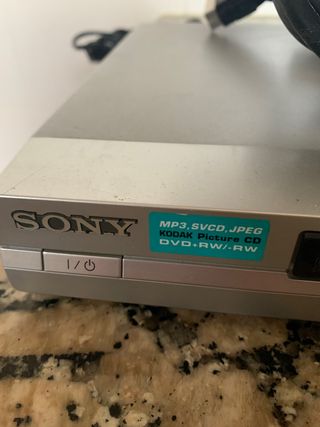 SONY
MP3, SVCD, JPEG
KODAK Picture CD
DVD+RW/-RW
I/⏻